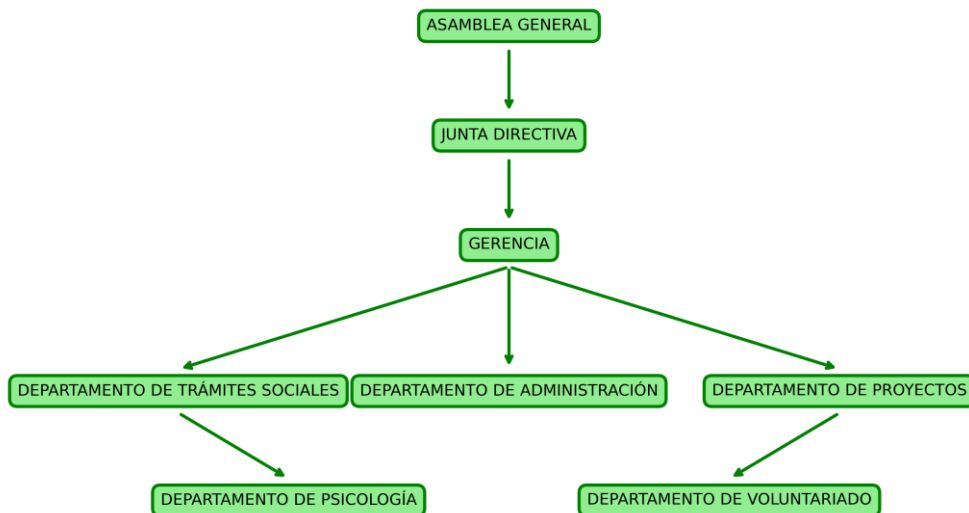 ASAMBLEA GENERAL
JUNTA DIRECTIVA
GERENCIA
DEPARTAMENTO DE TRÁMITES SOCIALES
DEPARTAMENTO DE ADMINISTRACIÓN
DEPARTAMENTO DE PROYECTOS
DEPARTAMENTO DE PSICOLOGÍA
DEPARTAMENTO DE VOLUNTARIADO